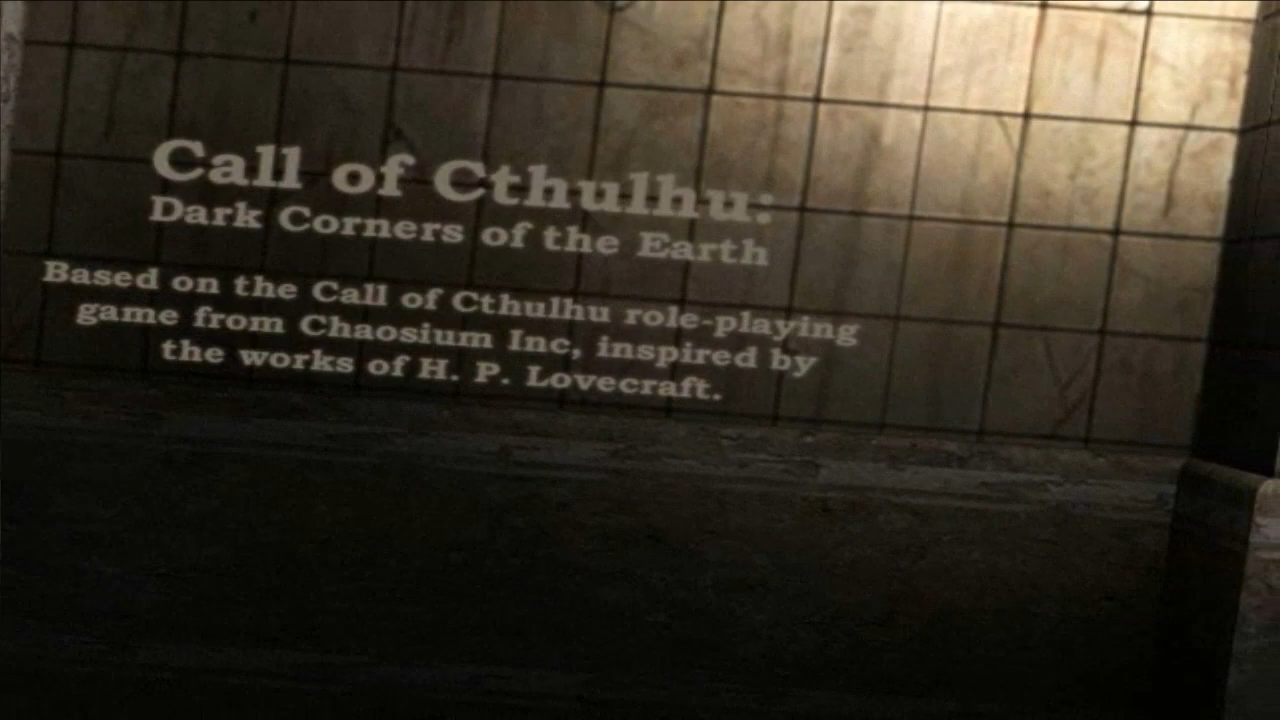 Call of Cthulhu:
Dark Corners of the Earth
Based on the Call of Cthulhu role-playing
game from Chaosium Inc, inspired by
the works of H. P. Lovecraft.